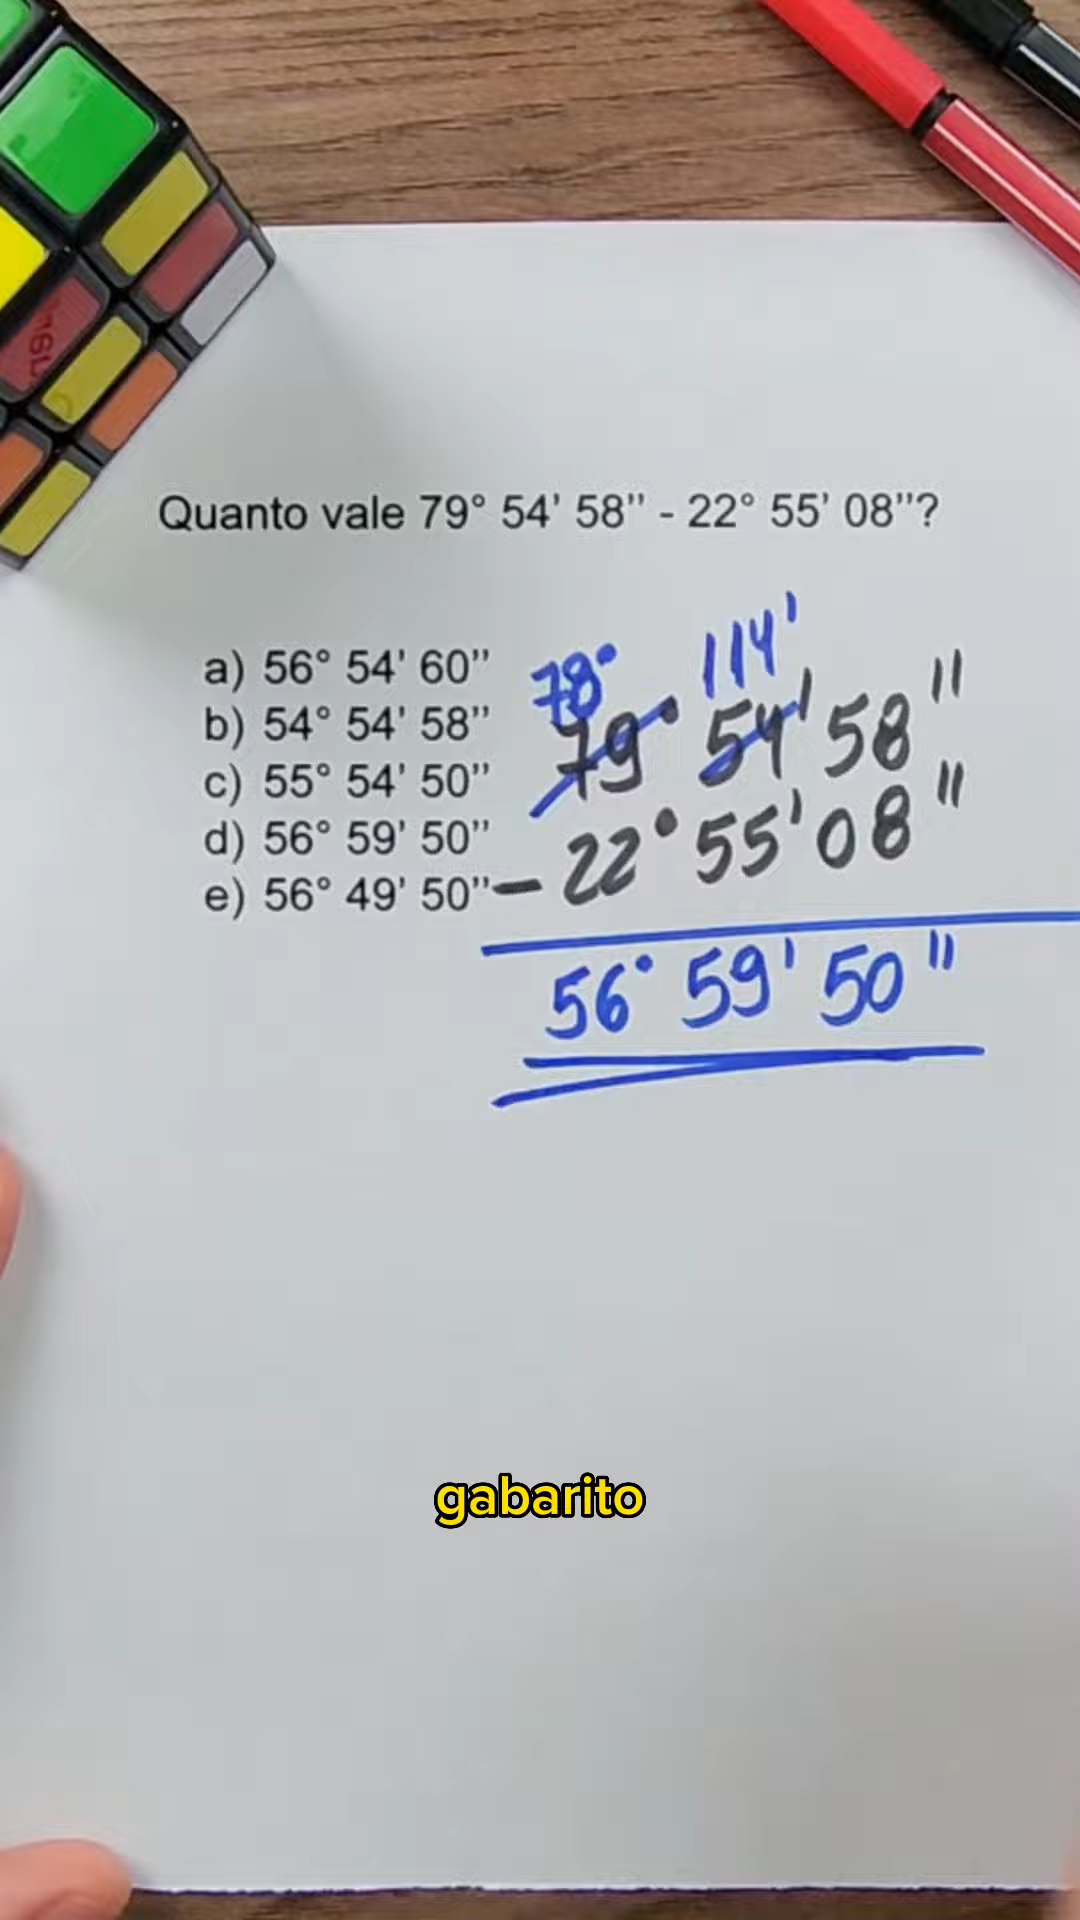 Quanto vale 79° 54' 58” - 22° 55' 08”?
a) 56° 54' 60”
b) 54° 54' 58”
c) 55° 54' 50”
d) 56° 59' 50”
e) 56° 49' 50”
78° 114'
79° 54' 58"
- 22° 55' 08"
56° 59' 50"
gabarito